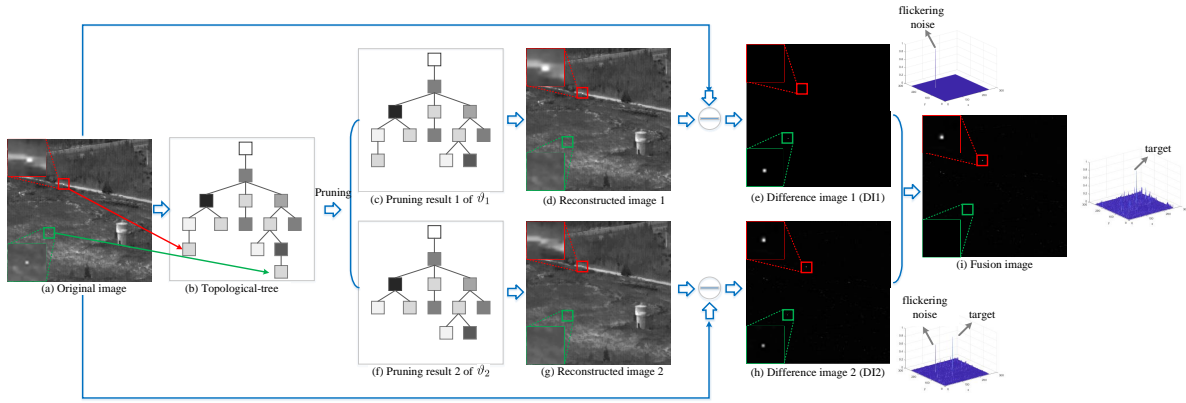 flickering
noise
target
Pruning
(a) Original image
(b) Topological-tree
(c) Pruning result 1 of ϑ1
(d) Reconstructed image 1
(e) Difference image 1 (DI1)
(f) Pruning result 2 of ϑ2
(g) Reconstructed image 2
(h) Difference image 2 (DI2)
(i) Fusion image
flickering
noise
target